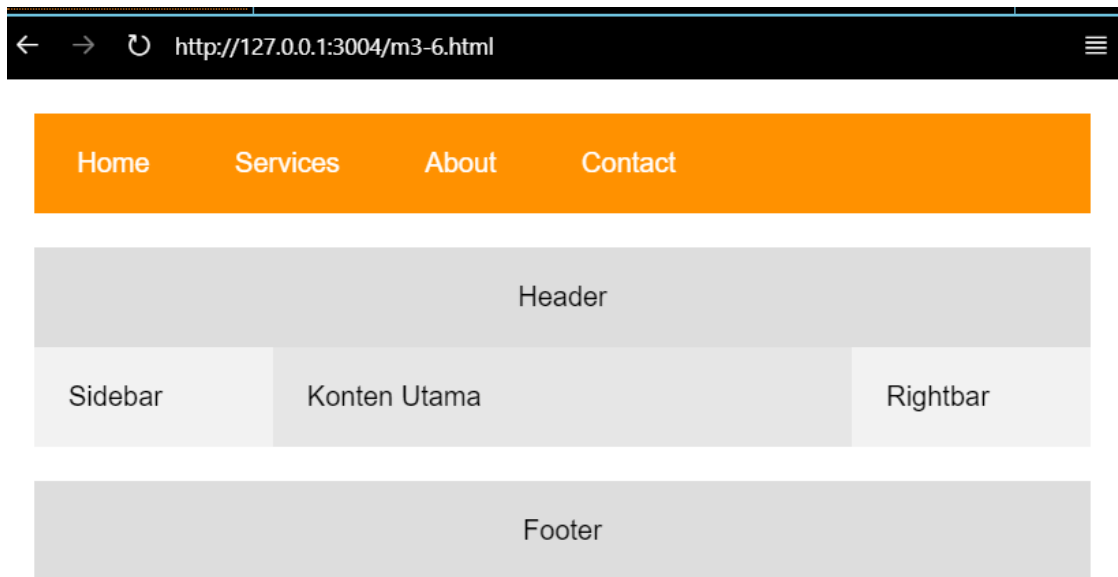 http://127.0.0.1:3004/m3-6.html
Home Services About Contact
Header
Sidebar Konten Utama Rightbar
Footer